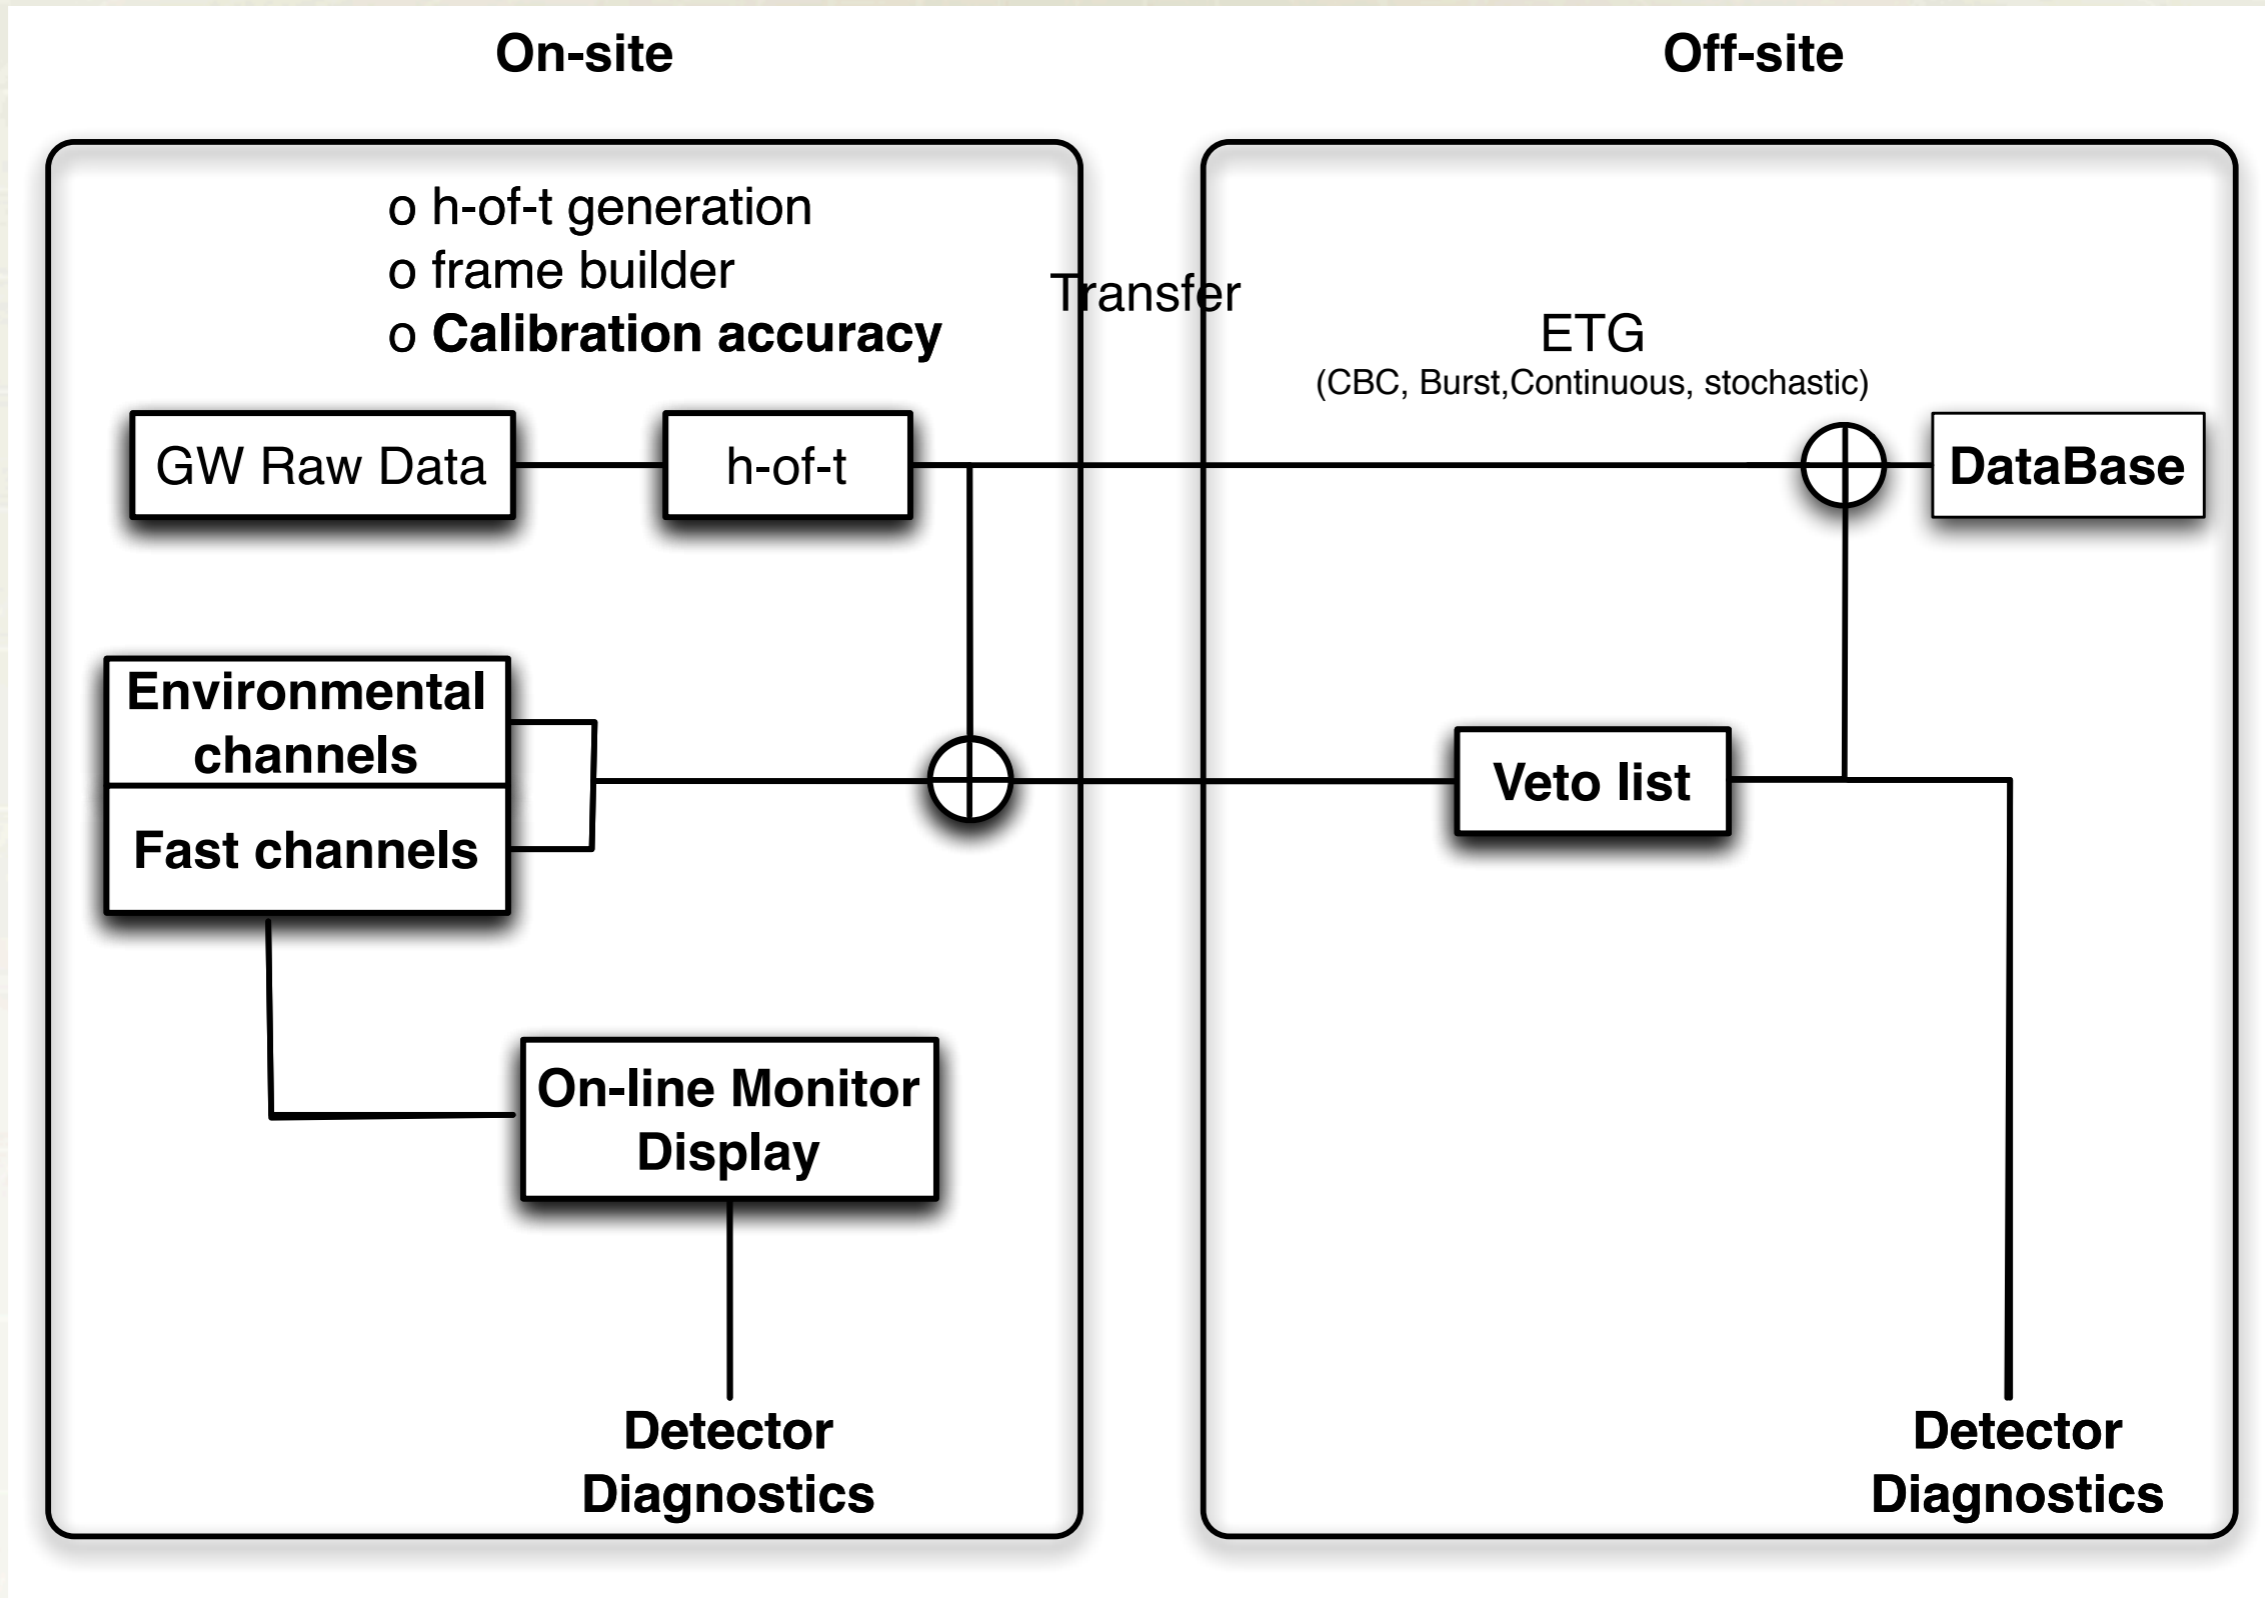 On-site
Off-site
o h-of-t generation
o frame builder
o Calibration accuracy
Transfer
ETG
(CBC, Burst,Continuous, stochastic)
GW Raw Data
h-of-t
DataBase
Environmental
channels
Fast channels
Veto list
On-line Monitor
Display
Detector
Diagnostics
Detector
Diagnostics